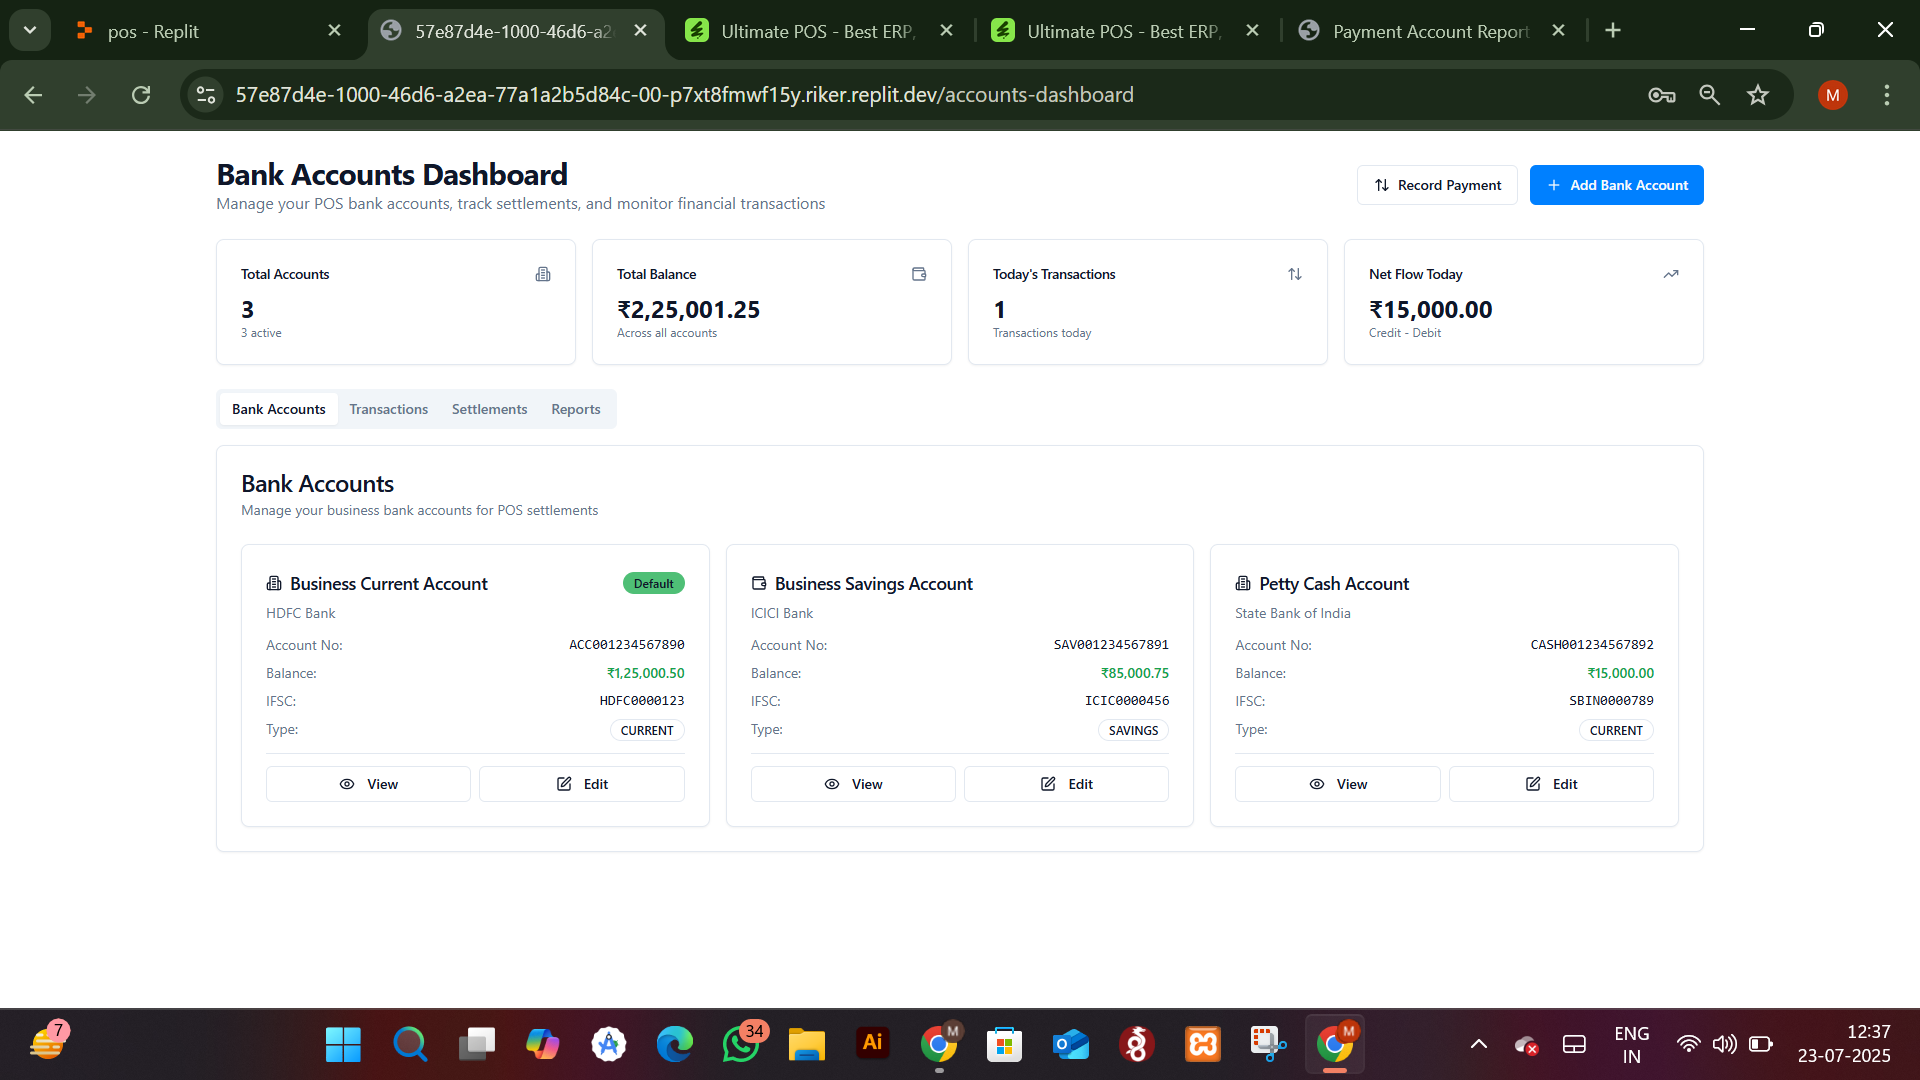 pos - Replit
57e87d4e-1000-46d6-a2
Ultimate POS - Best ERP,
Ultimate POS - Best ERP,
Payment Account Report
57e87d4e-1000-46d6-a2ea-77a1a2b5d84c-00-p7xt8fmwf15y.riker.replit.dev/accounts-dashboard
M
Bank Accounts Dashboard
Manage your POS bank accounts, track settlements, and monitor financial transactions
Record Payment
Add Bank Account
Total Accounts
3
3 active
Total Balance
₹2,25,001.25
Across all accounts
Today's Transactions
1
Transactions today
Net Flow Today
₹15,000.00
Credit - Debit
Bank Accounts Transactions Settlements Reports
Bank Accounts
Manage your business bank accounts for POS settlements
Business Current Account Default
HDFC Bank
Account No: ACC001234567890
Balance: ₹1,25,000.50
IFSC: HDFC0000123
Type: CURRENT
View Edit
Business Savings Account
ICICI Bank
Account No: SAV001234567891
Balance: ₹85,000.75
IFSC: ICIC0000456
Type: SAVINGS
View Edit
Petty Cash Account
State Bank of India
Account No: CASH001234567892
Balance: ₹15,000.00
IFSC: SBIN0000789
Type: CURRENT
View Edit
7
34
Ai
M
M
ENG
IN
12:37
23-07-2025